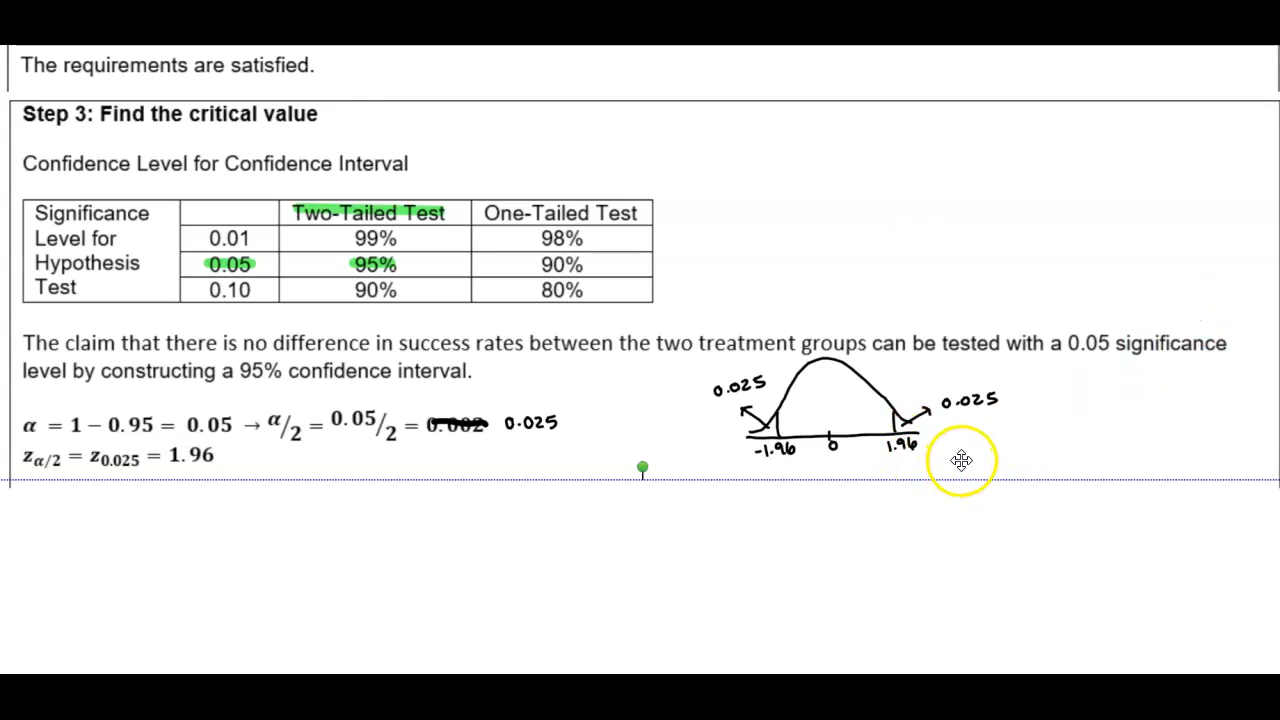 The requirements are satisfied.
Step 3: Find the critical value
Confidence Level for Confidence Interval
Significance Two-Tailed Test One-Tailed Test
Level for 0.01 99% 98%
Hypothesis 0.05 95% 90%
Test 0.10 90% 80%
The claim that there is no difference in success rates between the two treatment groups can be tested with a 0.05 significance
level by constructing a 95% confidence interval.
α = 1 − 0.95 = 0.05 → α/2 = 0.05/2 = 0.025
zα/2 = z0.025 = 1.96
0.025
0.025
-1.96 0 1.96